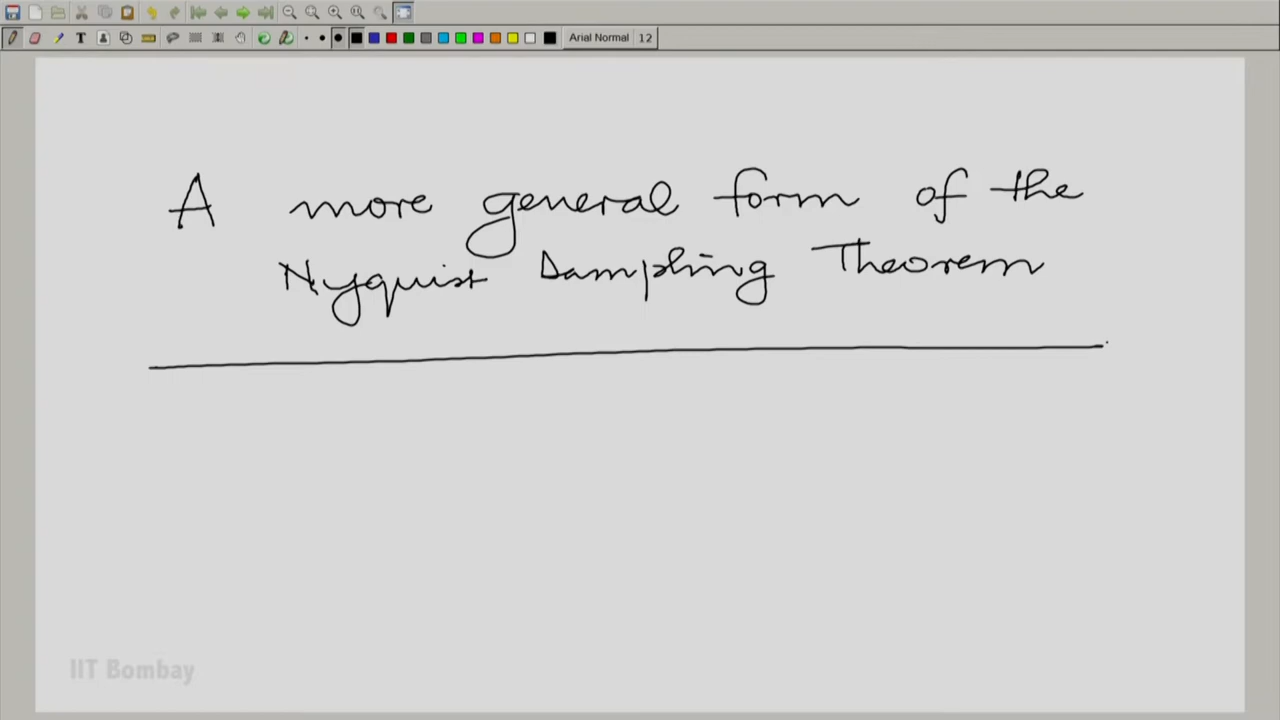 Arial Normal 12
A more general form of the
Nyquist Sampling Theorem
IIT Bombay